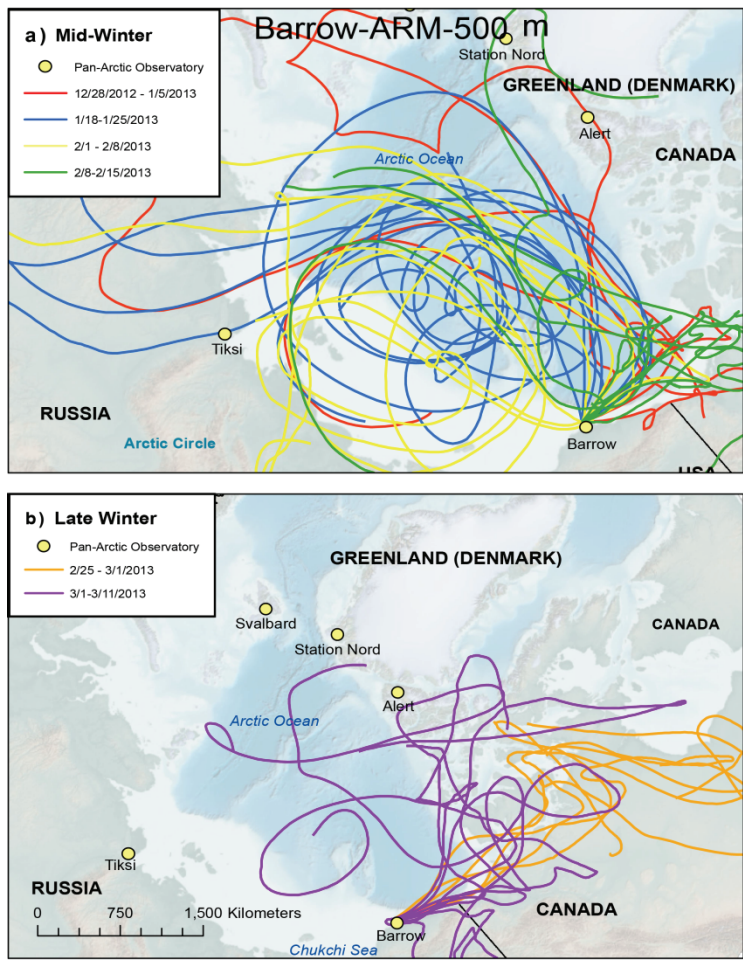 Barrow-ARM-500 m
a) Mid-Winter
Pan-Arctic Observatory
12/28/2012 - 1/5/2013
1/18-1/25/2013
2/1 - 2/8/2013
2/8-2/15/2013
Station Nord
GREENLAND (DENMARK)
Alert
CANADA
Arctic Ocean
Tiksi
RUSSIA
Arctic Circle
Barrow
USA
b) Late Winter
Pan-Arctic Observatory
2/25 - 3/1/2013
3/1-3/11/2013
GREENLAND (DENMARK)
Svalbard
Station Nord
CANADA
Alert
Arctic Ocean
Tiksi
RUSSIA
0 750 1,500 Kilometers
CANADA
Barrow
Chukchi Sea